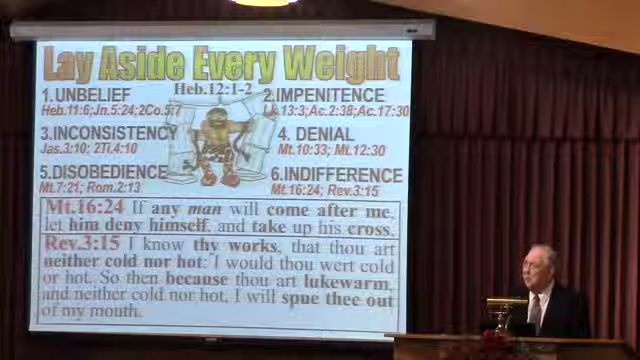 Lay Aside Every Weight
Heb.12:1-2
1.UNBELIEF
Heb.11:6;Jn.5:24;2Co.5:7
2.IMPENITENCE
Lk.13:3;Ac.2:38;Ac.17:30
3.INCONSISTENCY
Jas.3:10; 2Ti.4:10
4. DENIAL
Mt.10:33; Mt.12:30
5.DISOBEDIENCE
Mt.7:21; Rom.2:13
6.INDIFFERENCE
Mt.16:24; Rev.3:15
Mt.16:24 If any man will come after me,
let him deny himself, and take up his cross.
Rev.3:15 I know thy works, that thou art
neither cold nor hot: I would thou wert cold
or hot. So then because thou art lukewarm,
and neither cold nor hot, I will spue thee out
of my mouth.